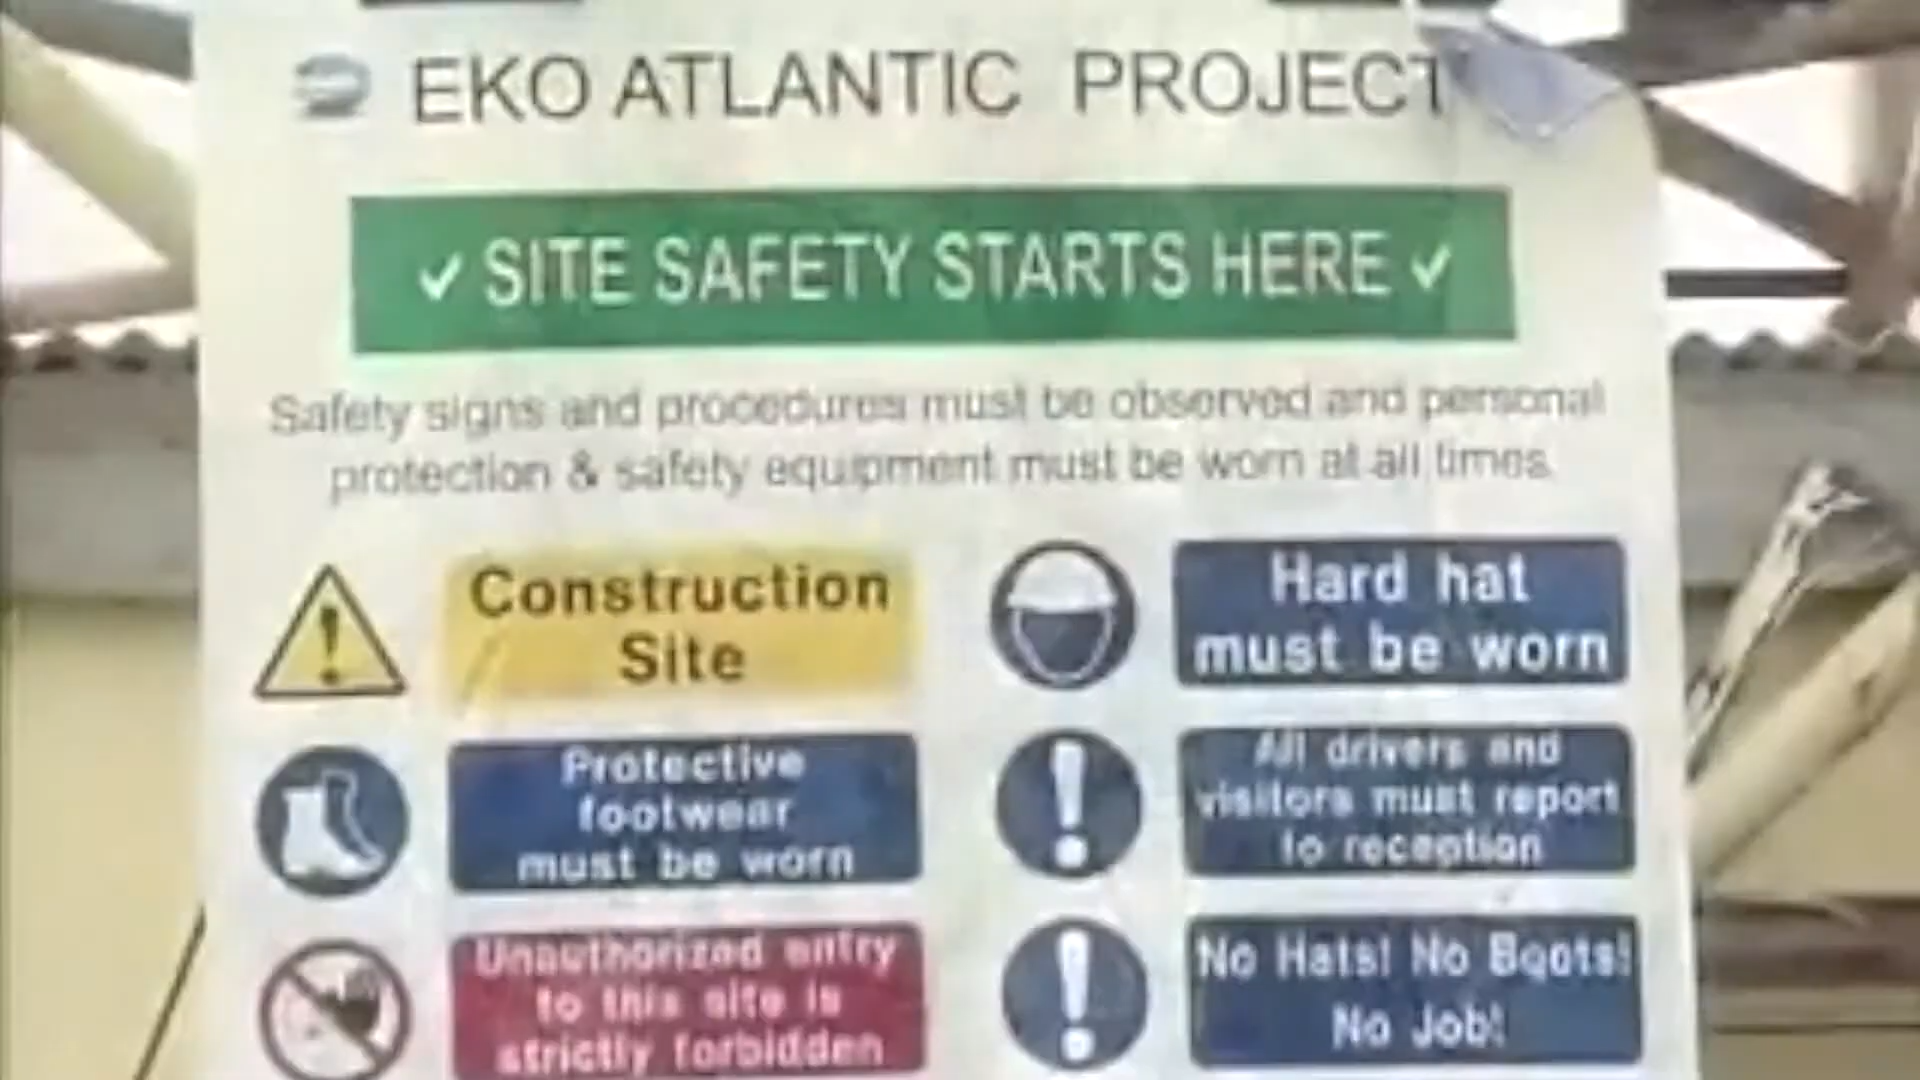 EKO ATLANTIC PROJECT
✓ SITE SAFETY STARTS HERE ✓
Safety signs and procedures must be observed and personal
protection & safety equipment must be worn at all times
Construction
Site
Hard hat
must be worn
Protective
footwear
must be worn
All drivers and
visitors must report
to reception
Unauthorized entry
to this site is
strictly forbidden
No Hats! No Boots!
No Job!